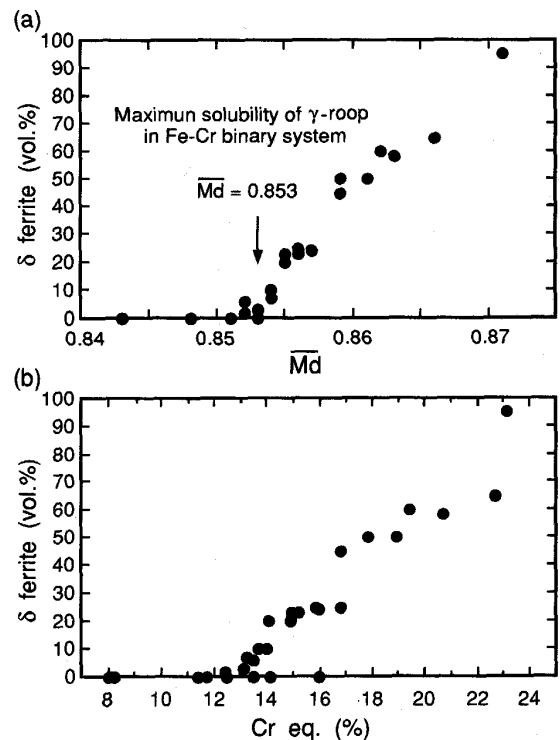 (a)
100
90
80
70
60
50
40
30
20
10
0
δ ferrite (vol.%)
Maximun solubility of γ-roop
in Fe-Cr binary system
M̅d̅ = 0.853
0.84 0.85 0.86 0.87
M̅d̅
(b)
100
90
80
70
60
50
40
30
20
10
0
δ ferrite (vol.%)
8 10 12 14 16 18 20 22 24
Cr eq. (%)